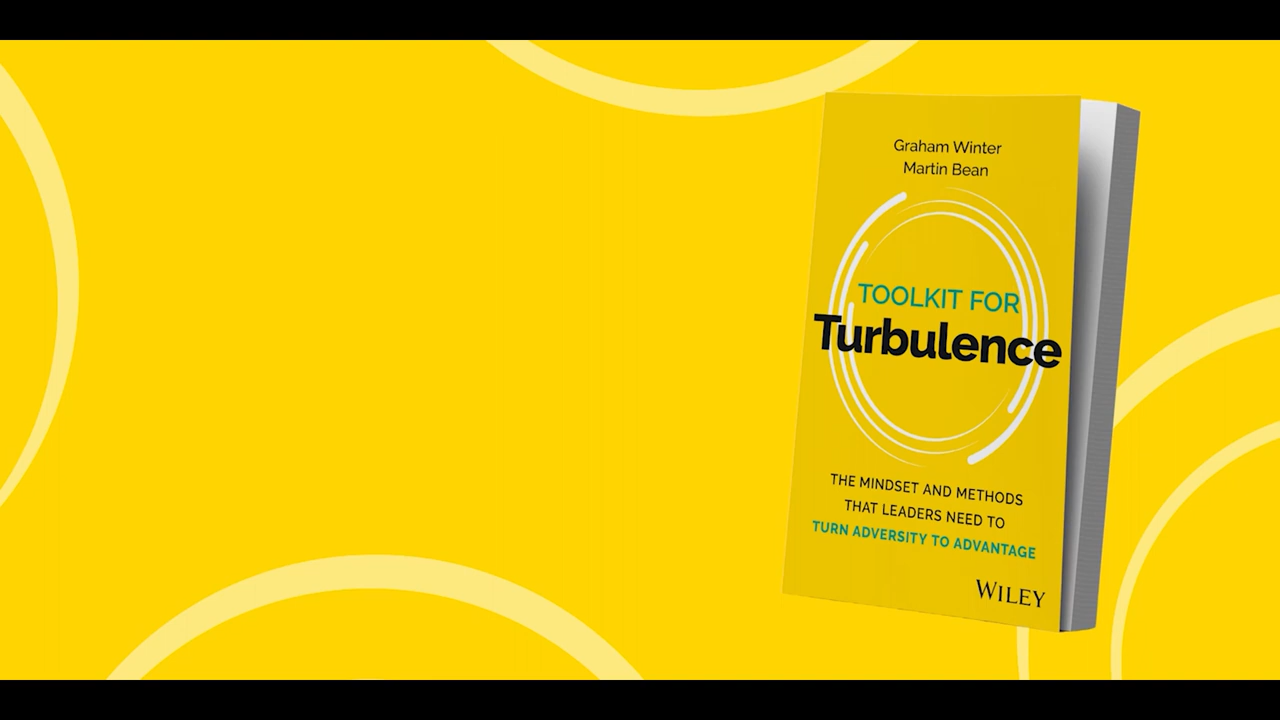 Graham Winter
Martin Bean
TOOLKIT FOR
Turbulence
THE MINDSET AND METHODS
THAT LEADERS NEED TO
TURN ADVERSITY TO ADVANTAGE
WILEY